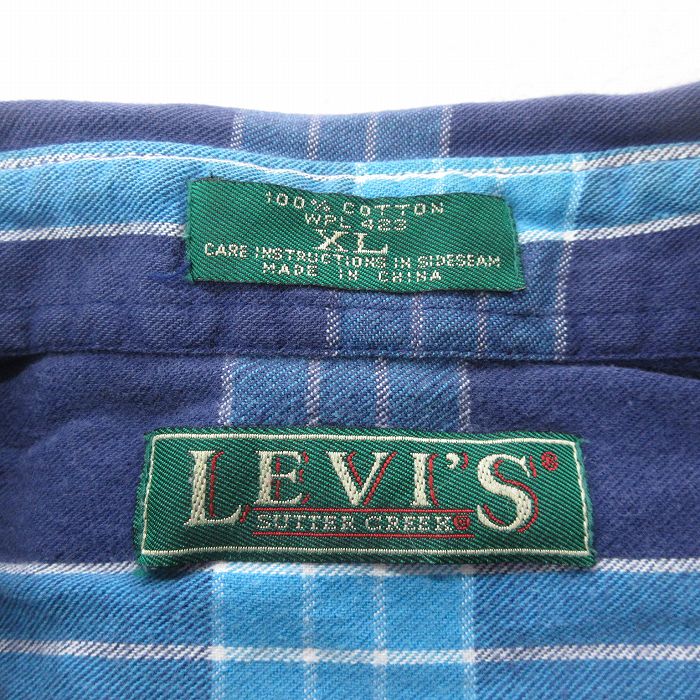 100% COTTON
WPL 423
XL
CARE INSTRUCTIONS IN SIDESEAM
MADE IN CHINA
LEVI'S®
SUTTER CREEK®